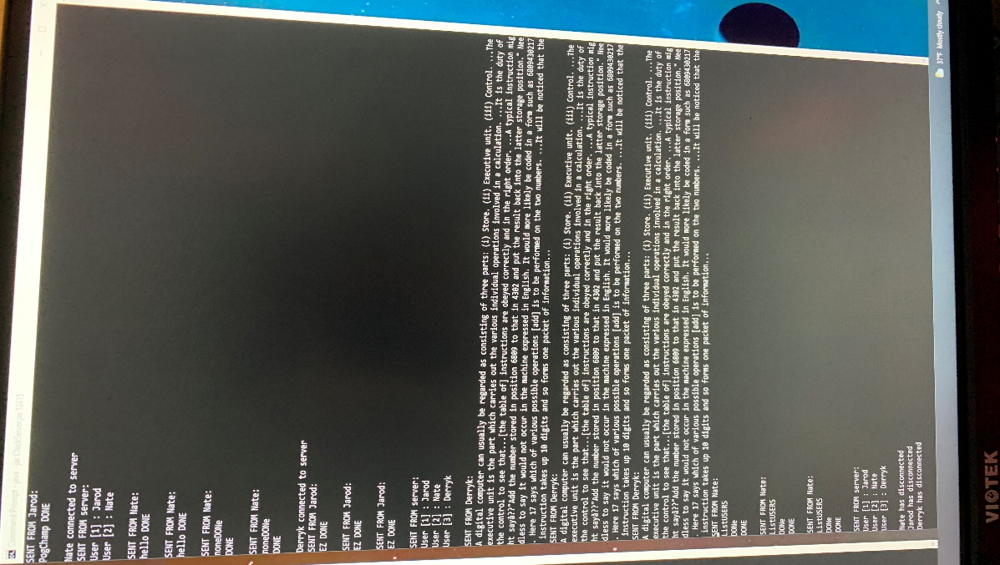 Command Prompt - java -jar ClackServer.jar 12415
SENT FROM Jarod:
PogChamp DONE
Nate connected to server
SENT FROM server:
User [1] : Jarod
User [2] : Nate
SENT FROM Nate:
hello DONE
SENT FROM Nate:
hello DONE
SENT FROM Nate:
noneDONe
DONE
SENT FROM Nate:
noneDONe
DONE
Derryk connected to server
SENT FROM Jarod:
EZ DONE
SENT FROM Jarod:
EZ DONE
SENT FROM Jarod:
EZ DONE
SENT FROM server:
User [1] : Jarod
User [2] : Nate
User [3] : Derryk
SENT FROM Derryk:
A digital computer can usually be regarded as consisting of three parts: (i) Store. (ii) Executive unit. (iii) Control. ...The
executive unit is the part which carries out the various individual operations involved in a calculation. ...It is the duty of
the control to see that...[the table of] instructions are obeyed correctly and in the right order. ...A typical instruction mig
ht sayâ??"Add the number stored in position 6809 to that in 4302 and put the result back into the latter storage position." Nee
dless to say it would not occur in the machine expressed in English. It would more likely be coded in a form such as 6809430217
. Here 17 says which of various possible operations [add] is to be performed on the two numbers. ...It will be noticed that the
instruction takes up 10 digits and so forms one packet of information...
SENT FROM Derryk:
A digital computer can usually be regarded as consisting of three parts: (i) Store. (ii) Executive unit. (iii) Control. ...The
executive unit is the part which carries out the various individual operations involved in a calculation. ...It is the duty of
the control to see that...[the table of] instructions are obeyed correctly and in the right order. ...A typical instruction mig
ht sayâ??"Add the number stored in position 6809 to that in 4302 and put the result back into the latter storage position." Nee
dless to say it would not occur in the machine expressed in English. It would more likely be coded in a form such as 6809430217
. Here 17 says which of various possible operations [add] is to be performed on the two numbers. ...It will be noticed that the
instruction takes up 10 digits and so forms one packet of information...
SENT FROM Derryk:
A digital computer can usually be regarded as consisting of three parts: (i) Store. (ii) Executive unit. (iii) Control. ...The
executive unit is the part which carries out the various individual operations involved in a calculation. ...It is the duty of
the control to see that...[the table of] instructions are obeyed correctly and in the right order. ...A typical instruction mig
ht sayâ??"Add the number stored in position 6809 to that in 4302 and put the result back into the latter storage position." Nee
dless to say it would not occur in the machine expressed in English. It would more likely be coded in a form such as 6809430217
. Here 17 says which of various possible operations [add] is to be performed on the two numbers. ...It will be noticed that the
instruction takes up 10 digits and so forms one packet of information...
SENT FROM Nate:
listUSERS
DONe
DONE
SENT FROM Nate:
listUSERS
DONe
DONE
SENT FROM Nate:
listUSERS
DONe
DONE
SENT FROM server:
User [1] : Jarod
User [2] : Nate
User [3] : Derryk
Nate has disconnected
Jarod has disconnected
Derryk has disconnected
37°F Mostly cloudy
VIOTEK